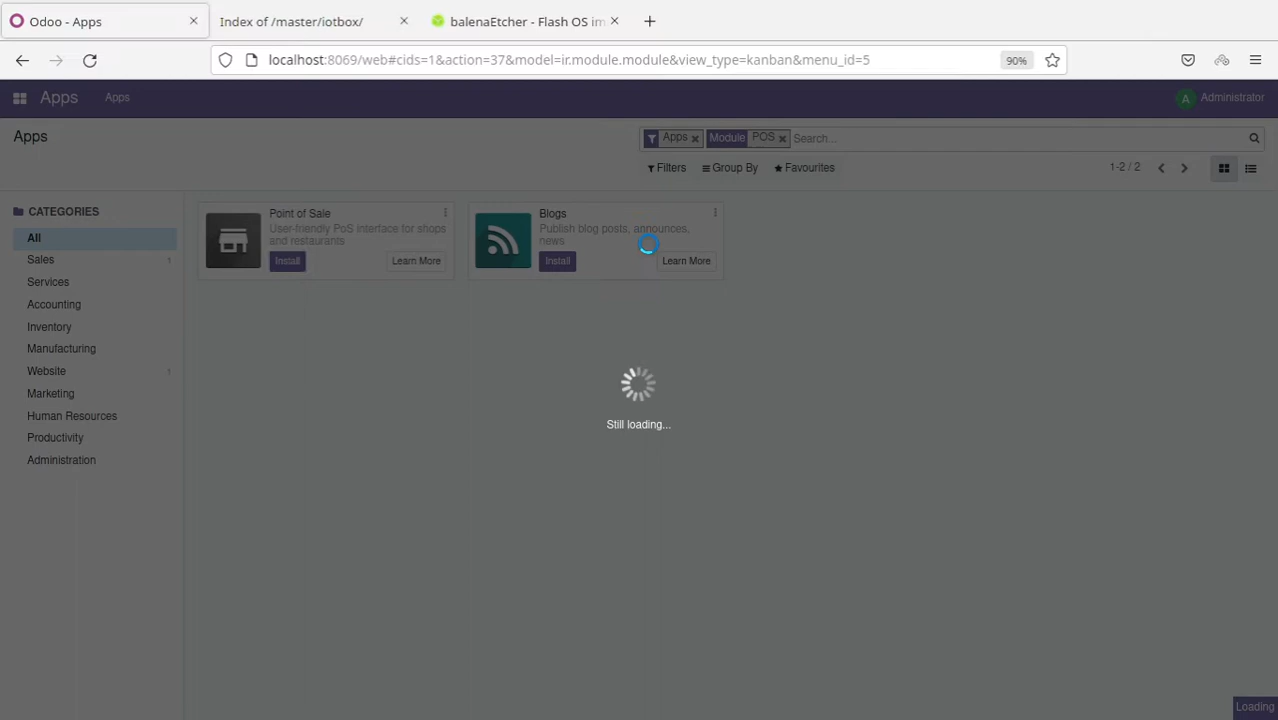 Odoo - Apps
Index of /master/iotbox/
balenaEtcher - Flash OS im
localhost:8069/web#cids=1&action=37&model=ir.module.module&view_type=kanban&menu_id=5
90%
Apps
Apps
A
Administrator
Apps
Apps
Module
POS
Search...
Filters
Group By
Favourites
1-2 / 2
CATEGORIES
All
Sales
1
Services
Accounting
Inventory
Manufacturing
Website
1
Marketing
Human Resources
Productivity
Administration
Point of Sale
User-friendly PoS interface for shops
and restaurants
Install
Learn More
Blogs
Publish blog posts, announces,
news
Install
Learn More
Still loading...
Loading